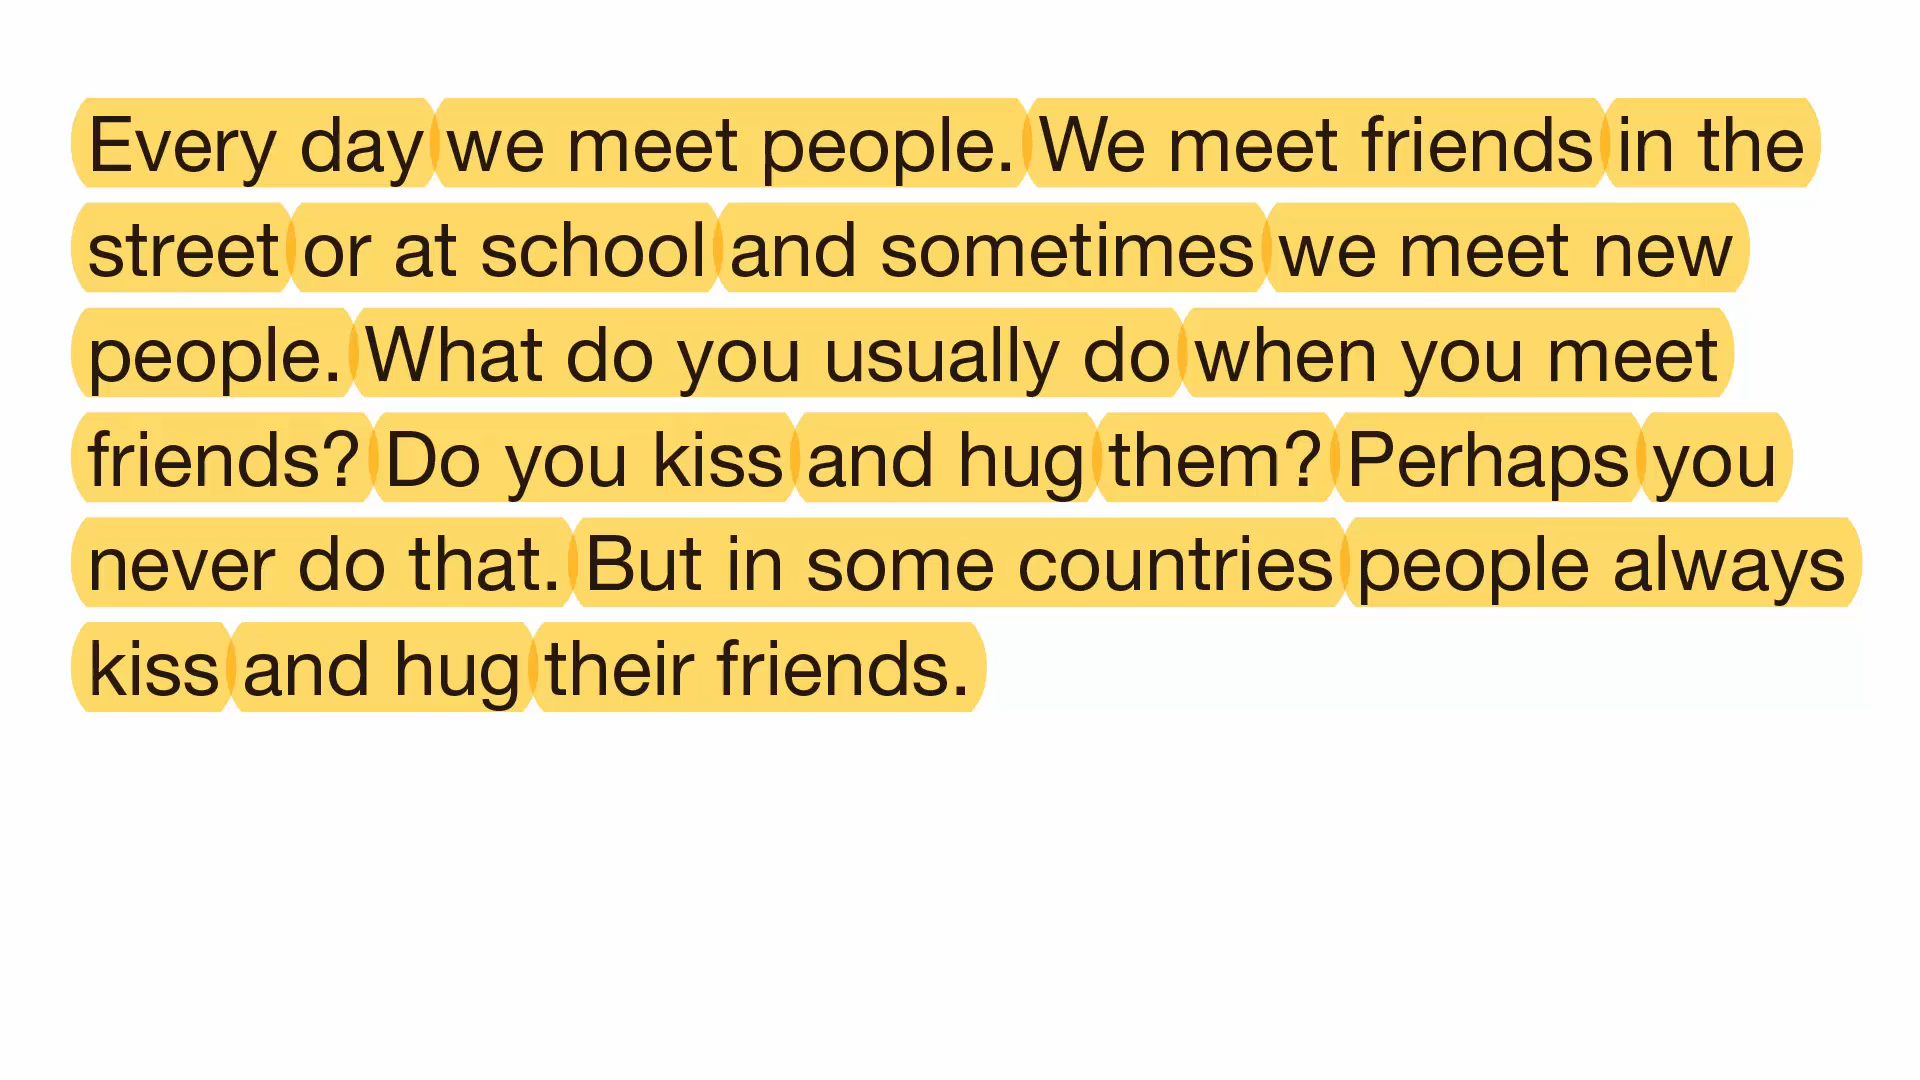 Every day we meet people. We meet friends in the
street or at school and sometimes we meet new
people. What do you usually do when you meet
friends? Do you kiss and hug them? Perhaps you
never do that. But in some countries people always
kiss and hug their friends.